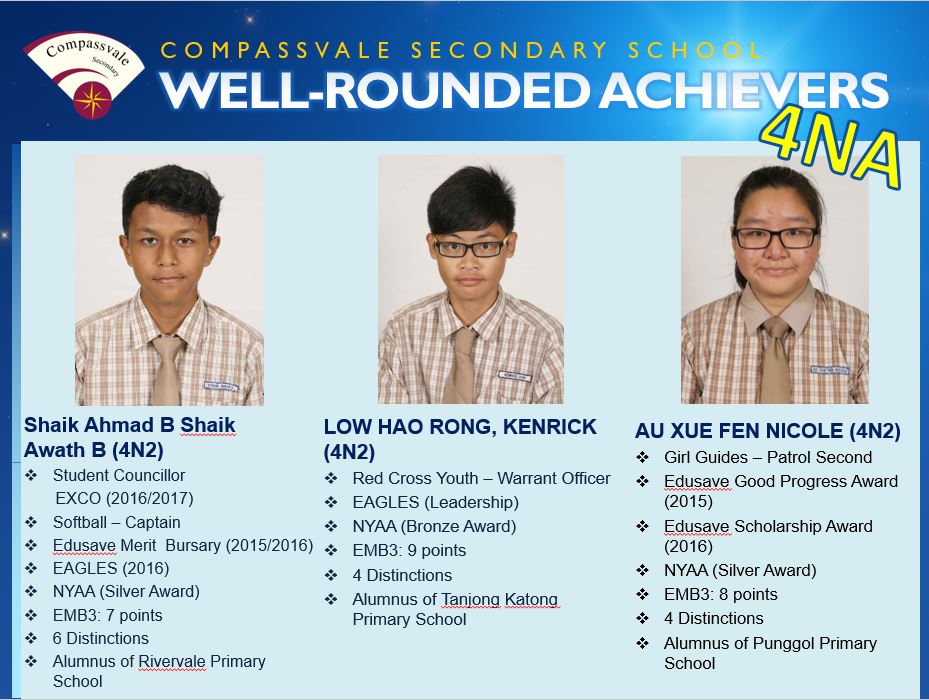 Compassvale
Secondary
COMPASSVALE SECONDARY SCHOOL
WELL-ROUNDED ACHIEVERS
4NA
Shaik Ahmad B Shaik
Awath B (4N2)
❖ Student Councillor
EXCO (2016/2017)
❖ Softball – Captain
❖ Edusave Merit Bursary (2015/2016)
❖ EAGLES (2016)
❖ NYAA (Silver Award)
❖ EMB3: 7 points
❖ 6 Distinctions
❖ Alumnus of Rivervale Primary
School
LOW HAO RONG, KENRICK
(4N2)
❖ Red Cross Youth – Warrant Officer
❖ EAGLES (Leadership)
❖ NYAA (Bronze Award)
❖ EMB3: 9 points
❖ 4 Distinctions
❖ Alumnus of Tanjong Katong
Primary School
AU XUE FEN NICOLE (4N2)
❖ Girl Guides – Patrol Second
❖ Edusave Good Progress Award
(2015)
❖ Edusave Scholarship Award
(2016)
❖ NYAA (Silver Award)
❖ EMB3: 8 points
❖ 4 Distinctions
❖ Alumnus of Punggol Primary
School